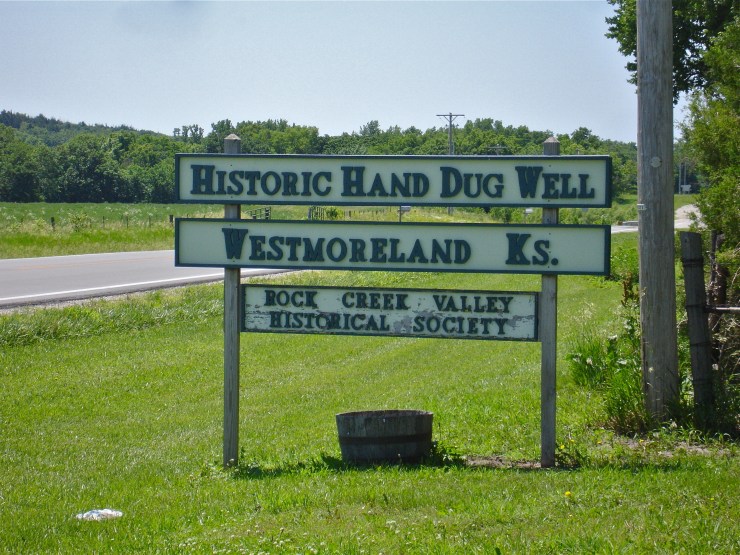 Historic Hand Dug Well
Westmoreland Ks.
ROCK CREEK VALLEY
HISTORICAL SOCIETY